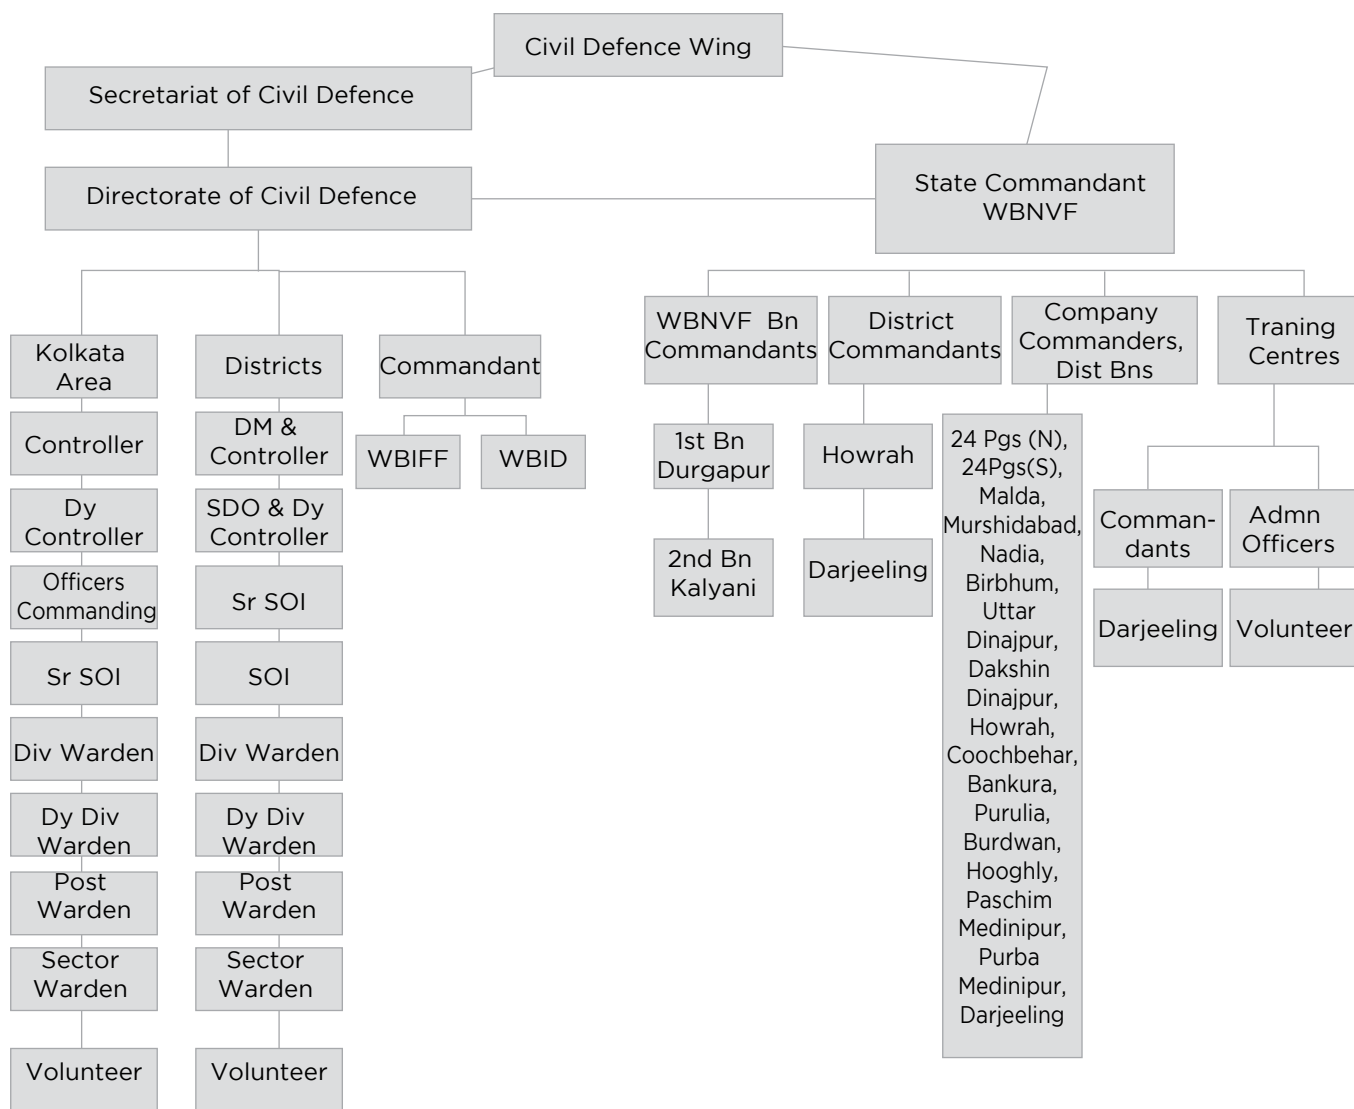 Civil Defence Wing
Secretariat of Civil Defence
Directorate of Civil Defence
State Commandant
WBNVF
Kolkata
Area
Controller
Dy
Controller
Officers
Commanding
Sr SOI
Div Warden
Dy Div
Warden
Post
Warden
Sector
Warden
Volunteer
Districts
DM &
Controller
SDO & Dy
Controller
Sr SOI
SOI
Div Warden
Dy Div
Warden
Post
Warden
Sector
Warden
Volunteer
Commandant
WBIFF
WBID
WBNVF Bn
Commandants
1st Bn
Durgapur
2nd Bn
Kalyani
District
Commandants
Howrah
Darjeeling
Company
Commanders,
Dist Bns
24 Pgs (N),
24Pgs(S),
Malda,
Murshidabad,
Nadia,
Birbhum,
Uttar
Dinajpur,
Dakshin
Dinajpur,
Howrah,
Coochbehar,
Bankura,
Purulia,
Burdwan,
Hooghly,
Paschim
Medinipur,
Purba
Medinipur,
Darjeeling
Traning
Centres
Comman-
dants
Darjeeling
Admn
Officers
Volunteer